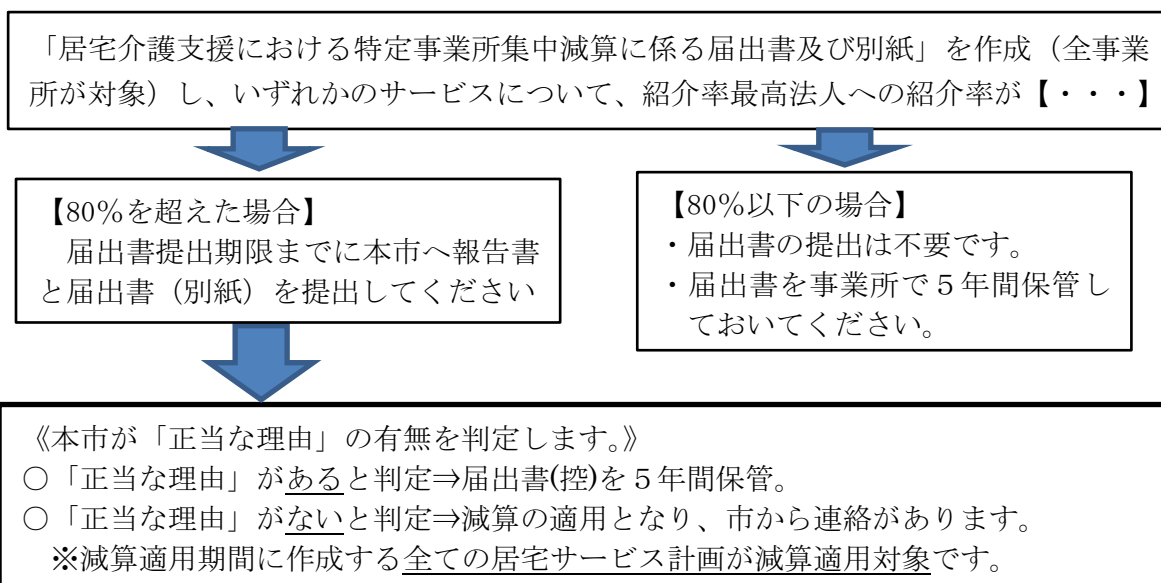 「居宅介護支援における特定事業所集中減算に係る届出書及び別紙」を作成（全事業
所が対象）し、いずれかのサービスについて、紹介率最高法人への紹介率が【・・・】
【80％を超えた場合】
届出書提出期限までに本市へ報告書
と届出書（別紙）を提出してください
【80％以下の場合】
・届出書の提出は不要です。
・届出書を事業所で５年間保管し
ておいてください。
《本市が「正当な理由」の有無を判定します。》
○「正当な理由」があると判定⇒届出書(控)を５年間保管。
○「正当な理由」がないと判定⇒減算の適用となり、市から連絡があります。
※減算適用期間に作成する全ての居宅サービス計画が減算適用対象です。